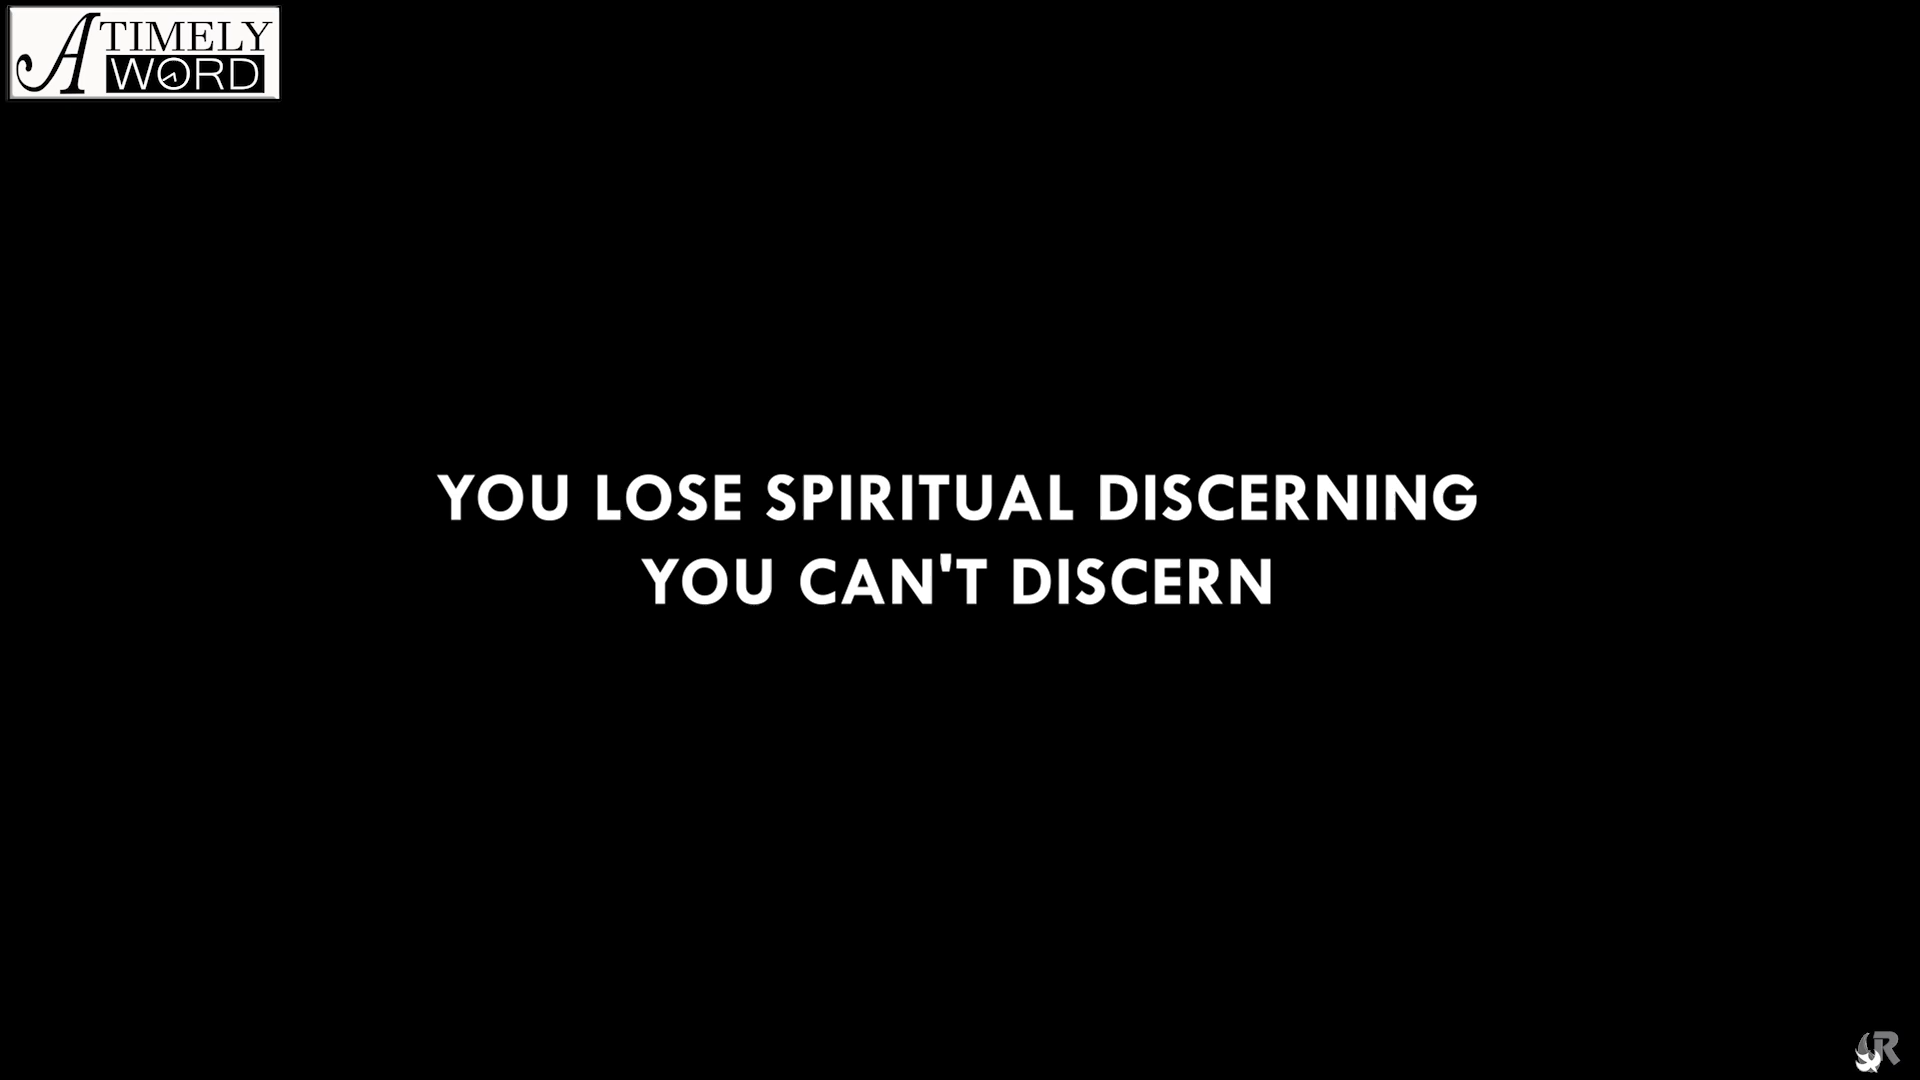 A TIMELY
WORD
YOU LOSE SPIRITUAL DISCERNING
YOU CAN'T DISCERN
R